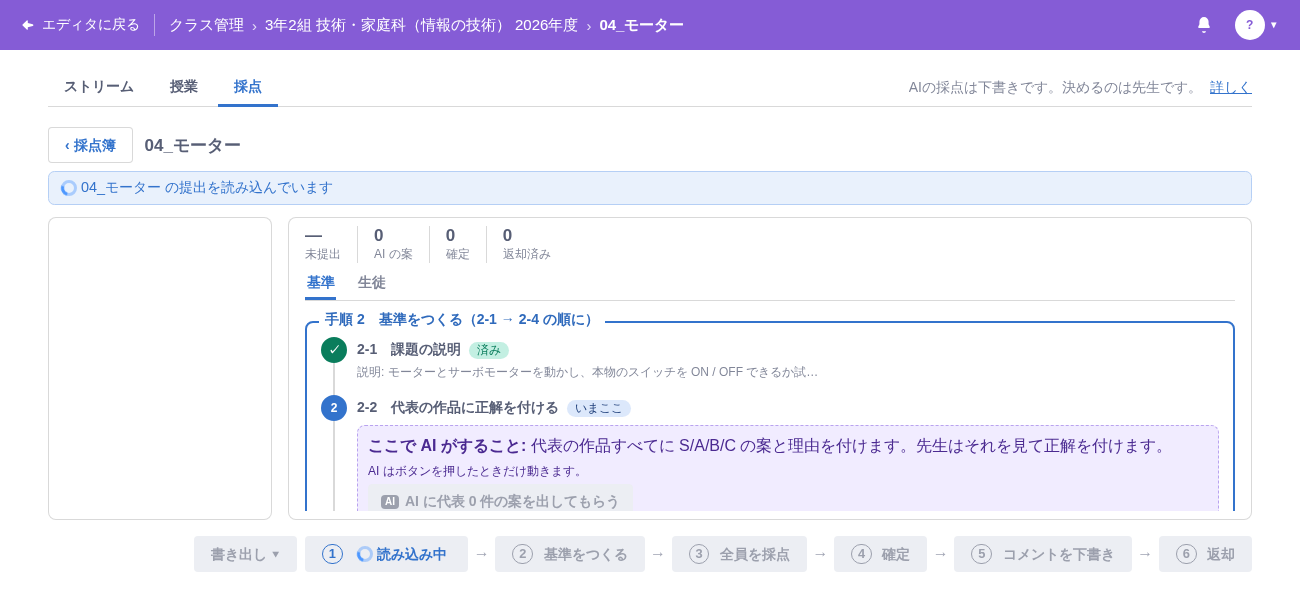 エディタに戻る クラス管理 › 3年2組 技術・家庭科（情報の技術） 2026年度 › 04_モーター ?
ストリーム 授業 採点 AIの採点は下書きです。決めるのは先生です。 詳しく
‹ 採点簿 04_モーター
04_モーター の提出を読み込んでいます
— 0 0 0
未提出 AI の案 確定 返却済み
基準 生徒
手順 2　基準をつくる（2-1 → 2-4 の順に）
✓ 2-1　課題の説明 済み
説明: モーターとサーボモーターを動かし、本物のスイッチを ON / OFF できるか試…
2 2-2　代表の作品に正解を付ける いまここ
ここで AI がすること: 代表の作品すべてに S/A/B/C の案と理由を付けます。先生はそれを見て正解を付けます。
AI はボタンを押したときだけ動きます。
AI AI に代表 0 件の案を出してもらう
書き出し ▾ 1 読み込み中 → 2 基準をつくる → 3 全員を採点 → 4 確定 → 5 コメントを下書き → 6 返却